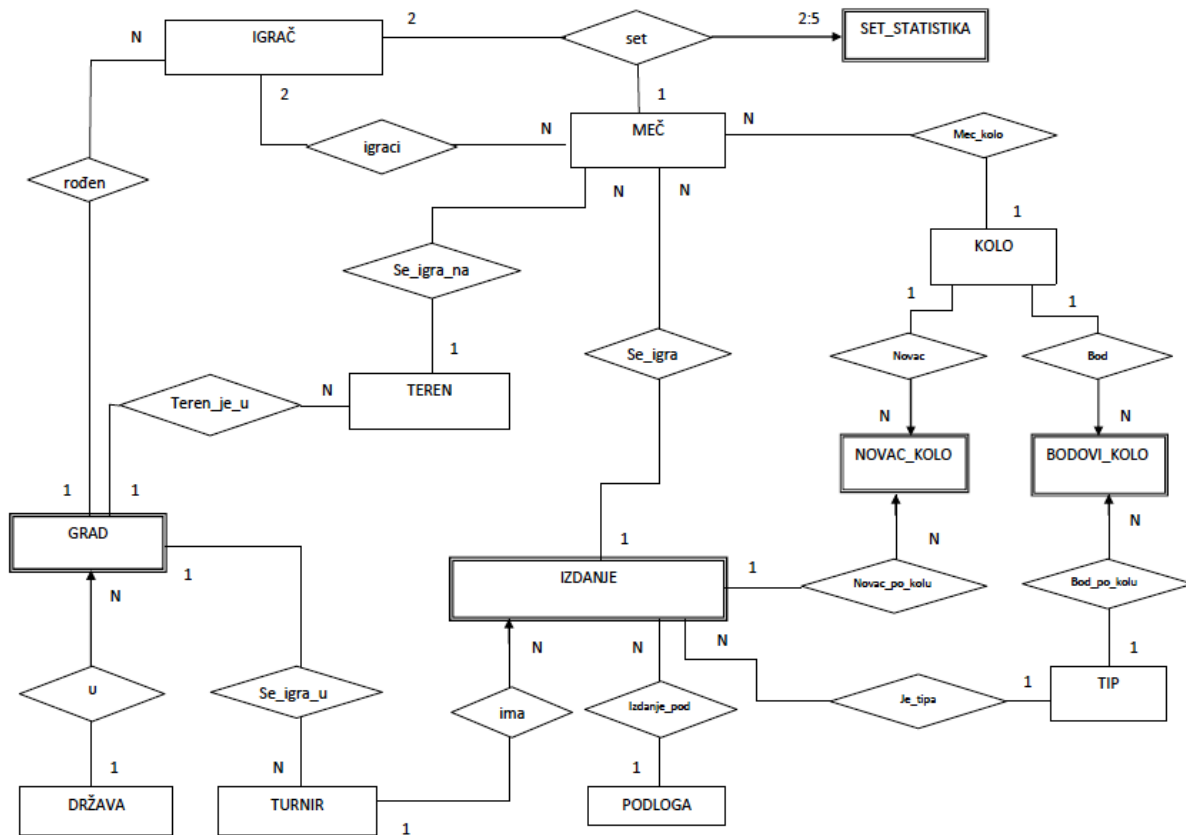 2
2:5
N
IGRAČ
set
SET_STATISTIKA
2
1
N
N
MEČ
N
igraci
Mec_kolo
rođen
N
N
1
KOLO
Se_igra_na
1
1
1
Se_igra
Novac
Bod
N
TEREN
Teren_je_u
N
N
NOVAC_KOLO
BODOVI_KOLO
1
1
GRAD
1
N
N
1
IZDANJE
1
Novac_po_kolu
Bod_po_kolu
N
N
N
N
1
U
Se_igra_u
ima
Izdanje_pod
Je_tipa
1
TIP
1
N
1
DRŽAVA
TURNIR
PODLOGA
1